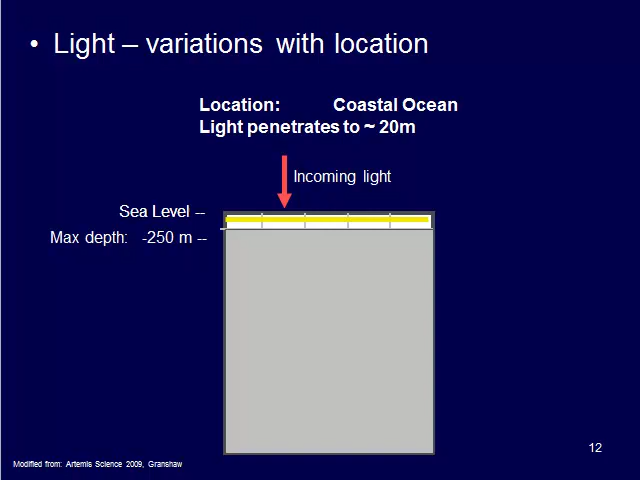 • Light – variations with location
Location: Coastal Ocean
Light penetrates to ~ 20m
Incoming light
Sea Level --
Max depth: -250 m --
12
Modified from: Artemis Science 2009, Granshaw